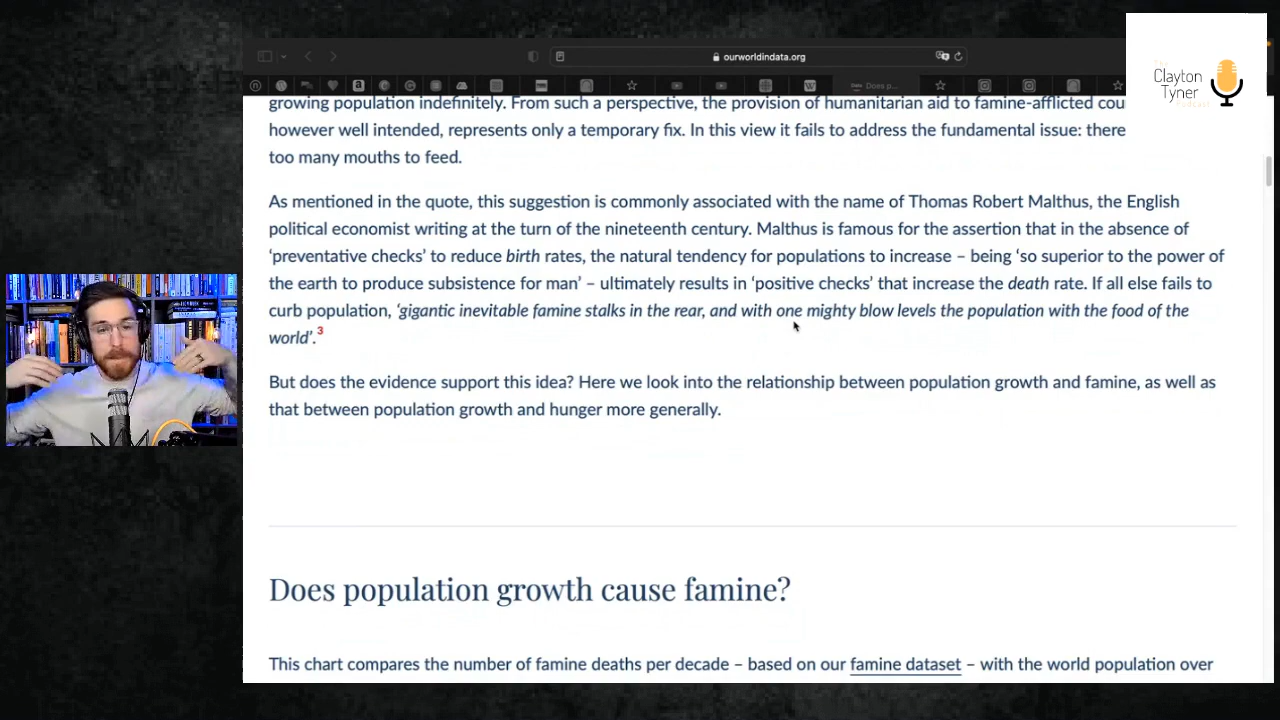 ourworldindata.org
Does p...
The
Clayton
Tyner
Podcast
growing population indefinitely. From such a perspective, the provision of humanitarian aid to famine-afflicted cou
however well intended, represents only a temporary fix. In this view it fails to address the fundamental issue: there
too many mouths to feed.
As mentioned in the quote, this suggestion is commonly associated with the name of Thomas Robert Malthus, the English
political economist writing at the turn of the nineteenth century. Malthus is famous for the assertion that in the absence of
‘preventative checks’ to reduce birth rates, the natural tendency for populations to increase – being ‘so superior to the power of
the earth to produce subsistence for man’ – ultimately results in ‘positive checks’ that increase the death rate. If all else fails to
curb population, ‘gigantic inevitable famine stalks in the rear, and with one mighty blow levels the population with the food of the
world’.3
But does the evidence support this idea? Here we look into the relationship between population growth and famine, as well as
that between population growth and hunger more generally.
Does population growth cause famine?
This chart compares the number of famine deaths per decade – based on our famine dataset – with the world population over